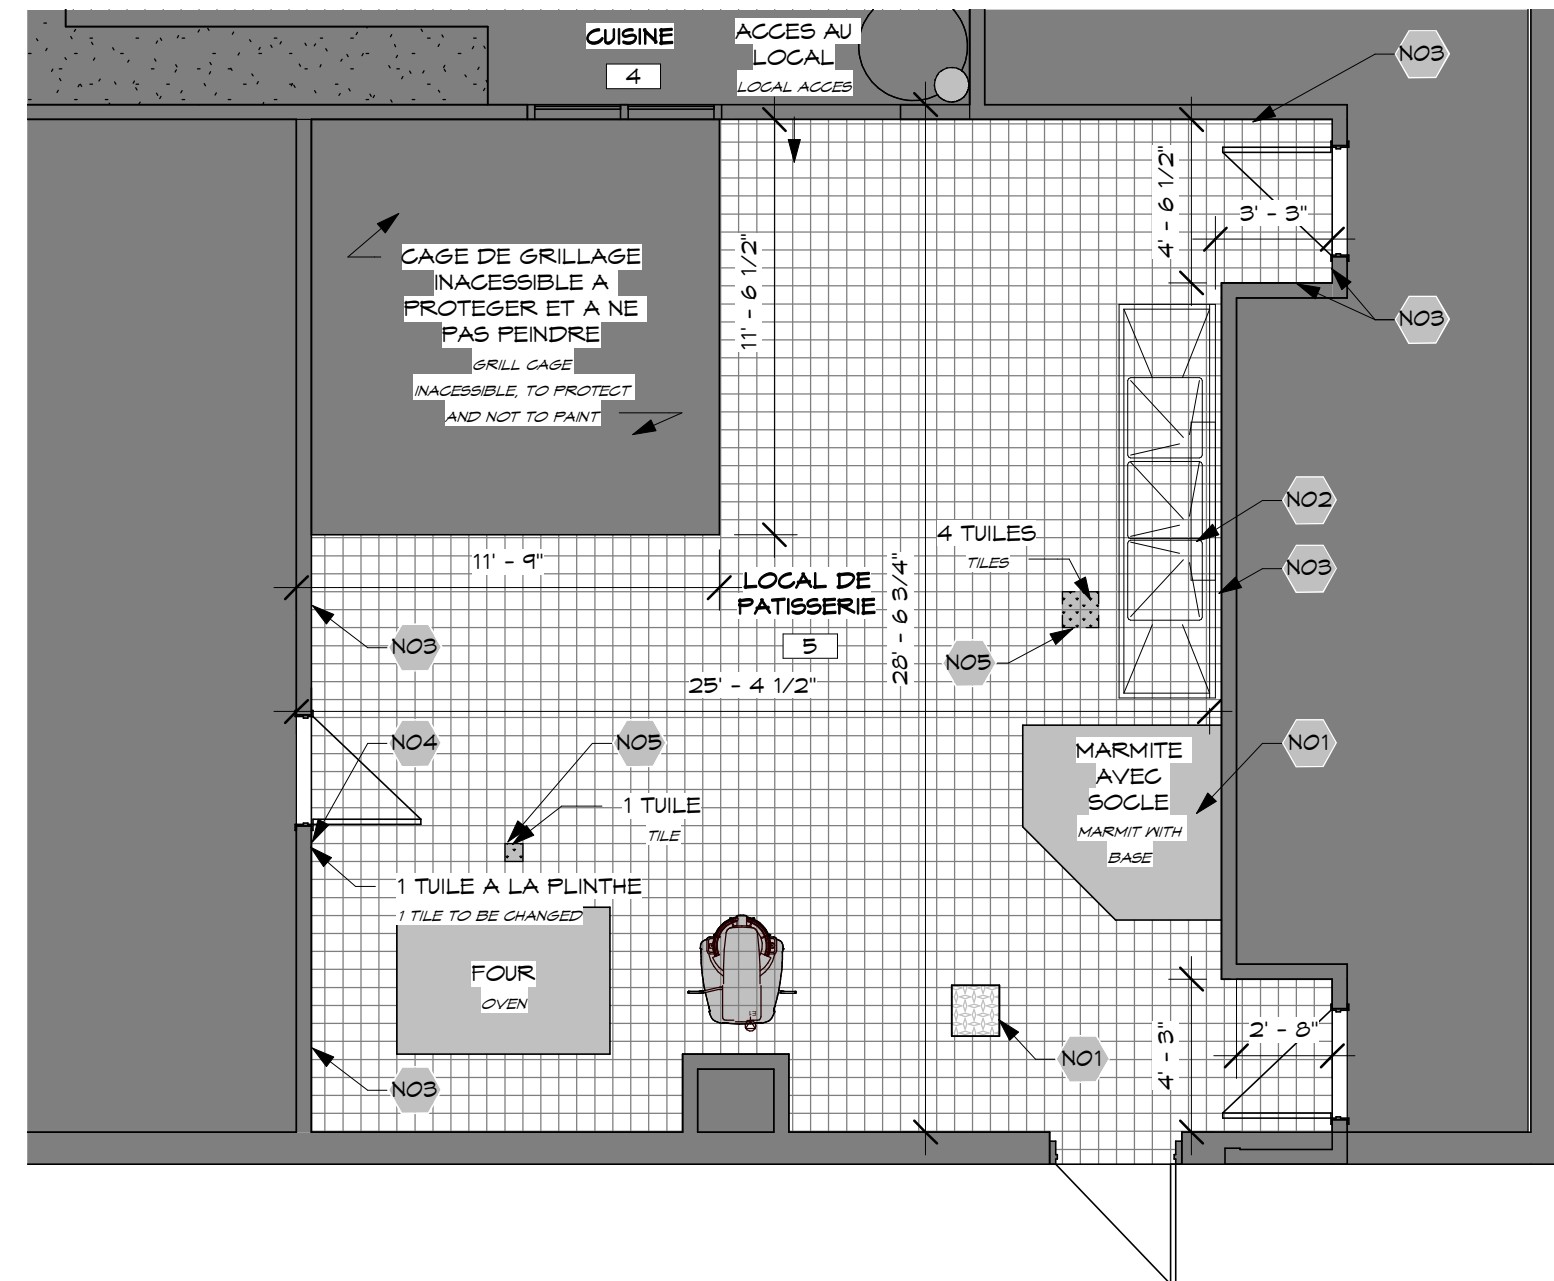 CUISINE
4
ACCES AU
LOCAL
LOCAL ACCES
N03
4' - 6 1/2"
3' - 3"
N03
CAGE DE GRILLAGE
INACESSIBLE A
PROTEGER ET A NE
PAS PEINDRE
GRILL CAGE
INACESSIBLE, TO PROTECT
AND NOT TO PAINT
11' - 6 1/2"
N02
4 TUILES
TILES
N03
11' - 9"
LOCAL DE
PATISSERIE
5
28' - 6 3/4"
N05
N03
25' - 4 1/2"
N04
N05
N01
MARMITE
AVEC
SOCLE
MARMIT WITH
BASE
1 TUILE
TILE
1 TUILE A LA PLINTHE
1 TILE TO BE CHANGED
FOUR
OVEN
13
N01
4' - 3"
2' - 8"
N03